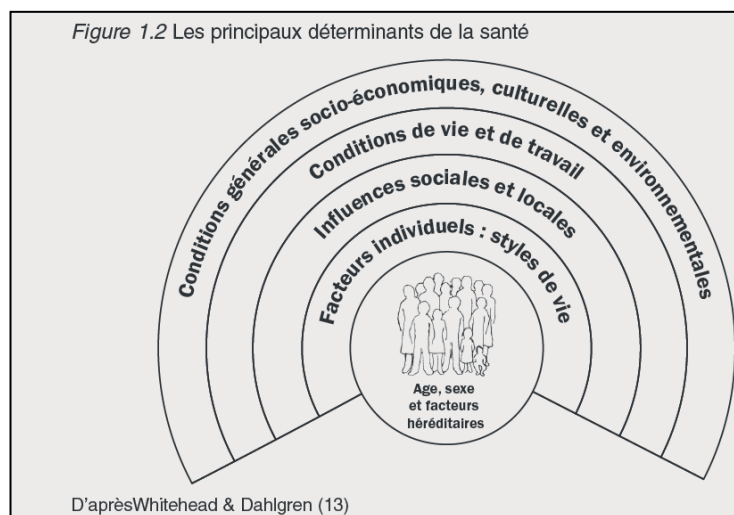 Figure 1.2 Les principaux déterminants de la santé
Conditions générales socio-économiques, culturelles et environnementales
Conditions de vie et de travail
Influences sociales et locales
Facteurs individuels : styles de vie
Age, sexe
et facteurs
héréditaires
D'aprèsWhitehead & Dahlgren (13)